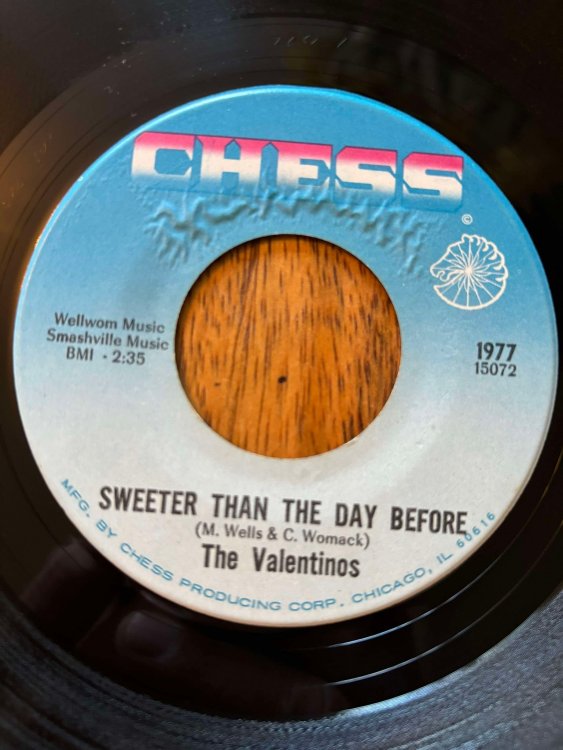 CHESS
©
Wellwom Music
Smashville Music
BMI · 2:35
1977
15072
SWEETER THAN THE DAY BEFORE
(M. Wells & C. Womack)
The Valentinos
MFG. BY CHESS PRODUCING CORP. CHICAGO, IL 60616